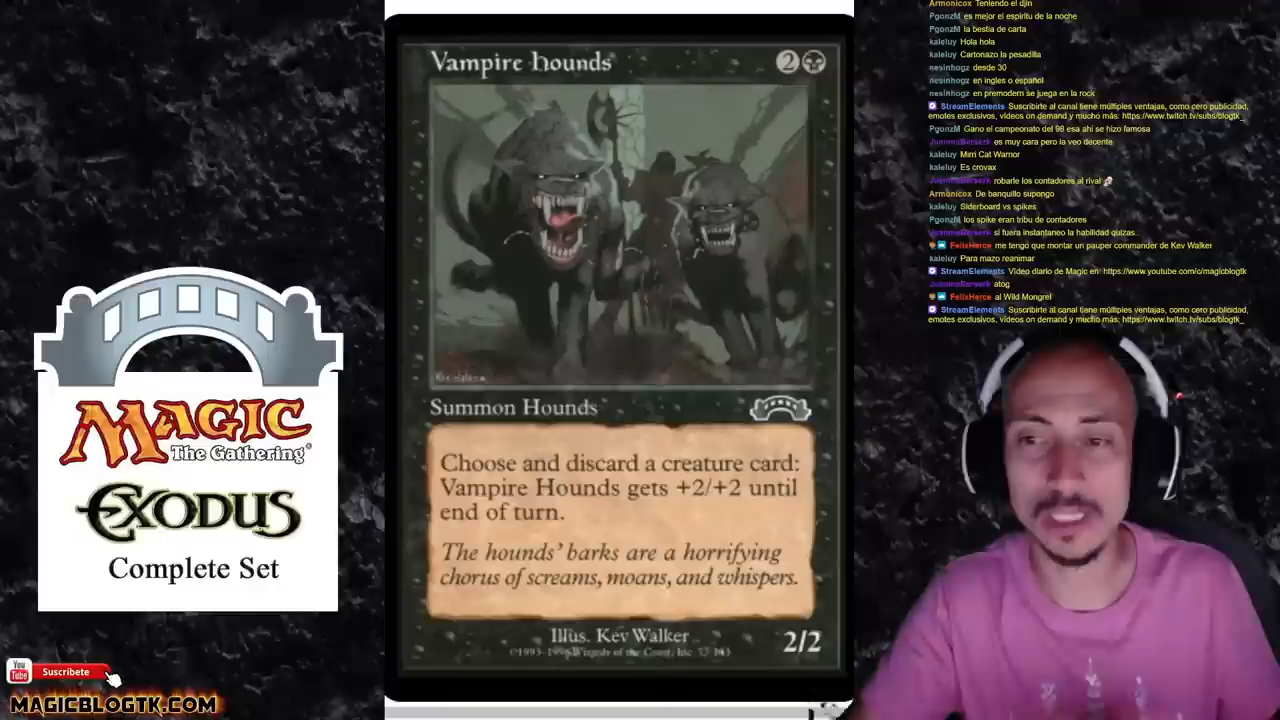 MAGIC
The Gathering®
EXODUS
Complete Set
You
Tube
Suscribete
MAGICBLOGTK.COM
Vampire Hounds
2
Summon Hounds
Choose and discard a creature card:
Vampire Hounds gets +2/+2 until
end of turn.
The hounds' barks are a horrifying
chorus of screams, moans, and whispers.
Illus. Kev Walker
2/2
Armonicox Teniendo el djin
PgonzM es mejor el espiritu de la noche
PgonzM la bestia de carta
kaleluy Hola hola
kaleluy Cartonazo la pesadilla
nesinhogz desde 30
nesinhogz en ingles o español
nesinhogz en premodern se juega en la rock
StreamElements Suscribirte al canal tiene múltiples ventajas, como cero publicidad,
emotes exclusivos, vídeos on demand y mucho más: https://www.twitch.tv/subs/blogtk_
PgonzM Gano el campeonato del 98 esa ahi se hizo famosa
JuanmaBerserk es muy cara pero la veo decente
kaleluy Mirri Cat Warrior
kaleluy Es crovax
JuanmaBerserk robarle los contadores al rival
Armonicox De banquillo supongo
kaleluy Siderboard vs spikes
PgonzM los spike eran tribu de contadores
JuanmaBerserk si fuera instantaneo la habilidad quizas..
FelixHerce me tengo que montar un pauper commander de Kev Walker
kaleluy Para mazo reanimar
StreamElements Vídeo diario de Magic en: https://www.youtube.com/c/magicblogtk
JuanmaBerserk atog
FelixHerce al Wild Mongrel
StreamElements Suscribirte al canal tiene múltiples ventajas, como cero publicidad,
emotes exclusivos, vídeos on demand y mucho más: https://www.twitch.tv/subs/blogtk_